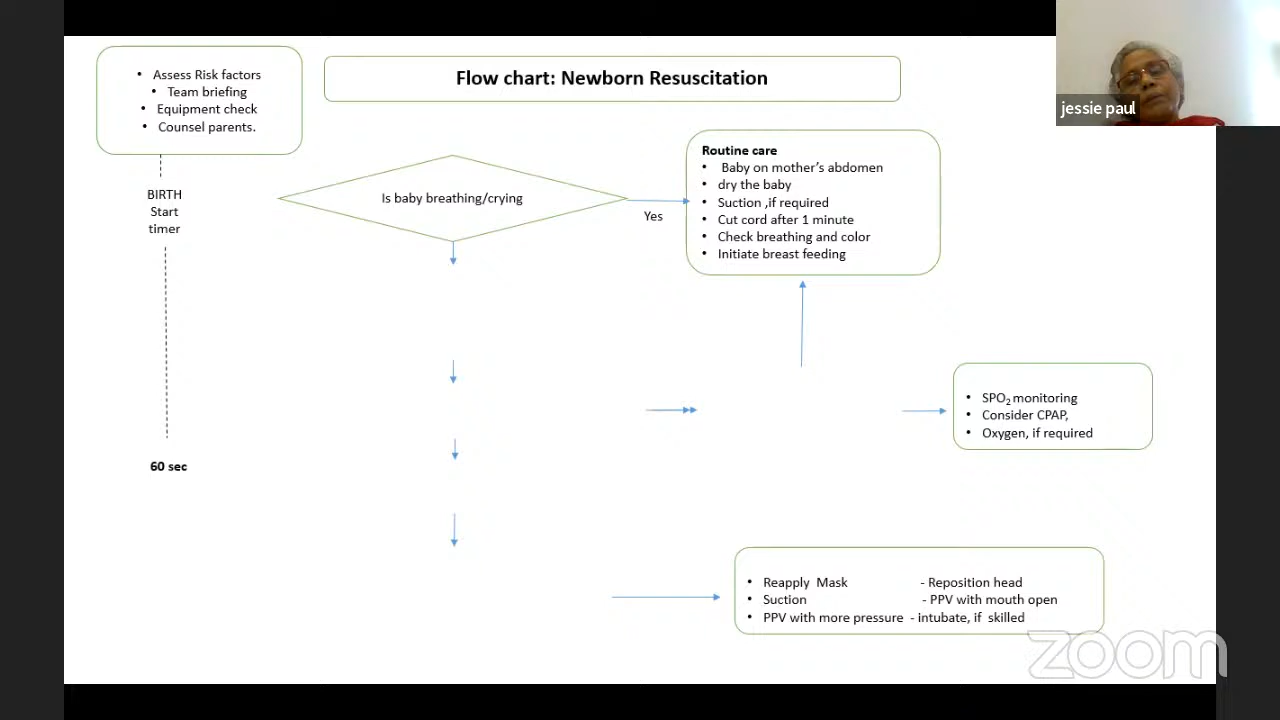 • Assess Risk factors
• Team briefing
• Equipment check
• Counsel parents.
Flow chart: Newborn Resuscitation
jessie paul
BIRTH
Start
timer
Is baby breathing/crying
Yes
Routine care
• Baby on mother's abdomen
• dry the baby
• Suction ,if required
• Cut cord after 1 minute
• Check breathing and color
• Initiate breast feeding
• SPO₂ monitoring
• Consider CPAP,
• Oxygen, if required
60 sec
• Reapply Mask - Reposition head
• Suction - PPV with mouth open
• PPV with more pressure - intubate, if skilled
zoom